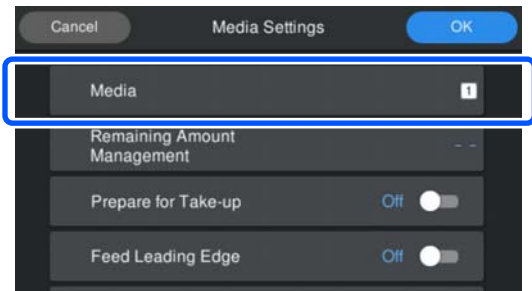 Cancel Media Settings OK
Media 1
Remaining Amount
Management - -
Prepare for Take-up Off
Feed Leading Edge Off